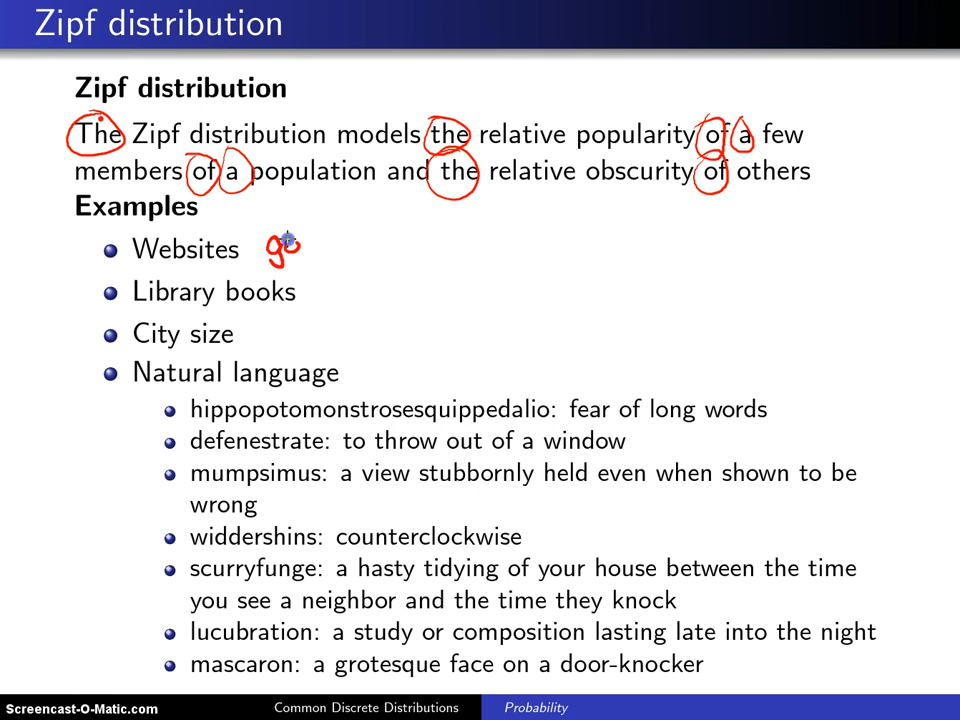 Zipf distribution
Zipf distribution
The Zipf distribution models the relative popularity of a few
members of a population and the relative obscurity of others
Examples
Websites go
Library books
City size
Natural language
hippopotomonstrosesquippedalio: fear of long words
defenestrate: to throw out of a window
mumpsimus: a view stubbornly held even when shown to be
wrong
widdershins: counterclockwise
scurryfunge: a hasty tidying of your house between the time
you see a neighbor and the time they knock
lucubration: a study or composition lasting late into the night
mascaron: a grotesque face on a door-knocker
Screencast-O-Matic.com Common Discrete Distributions Probability